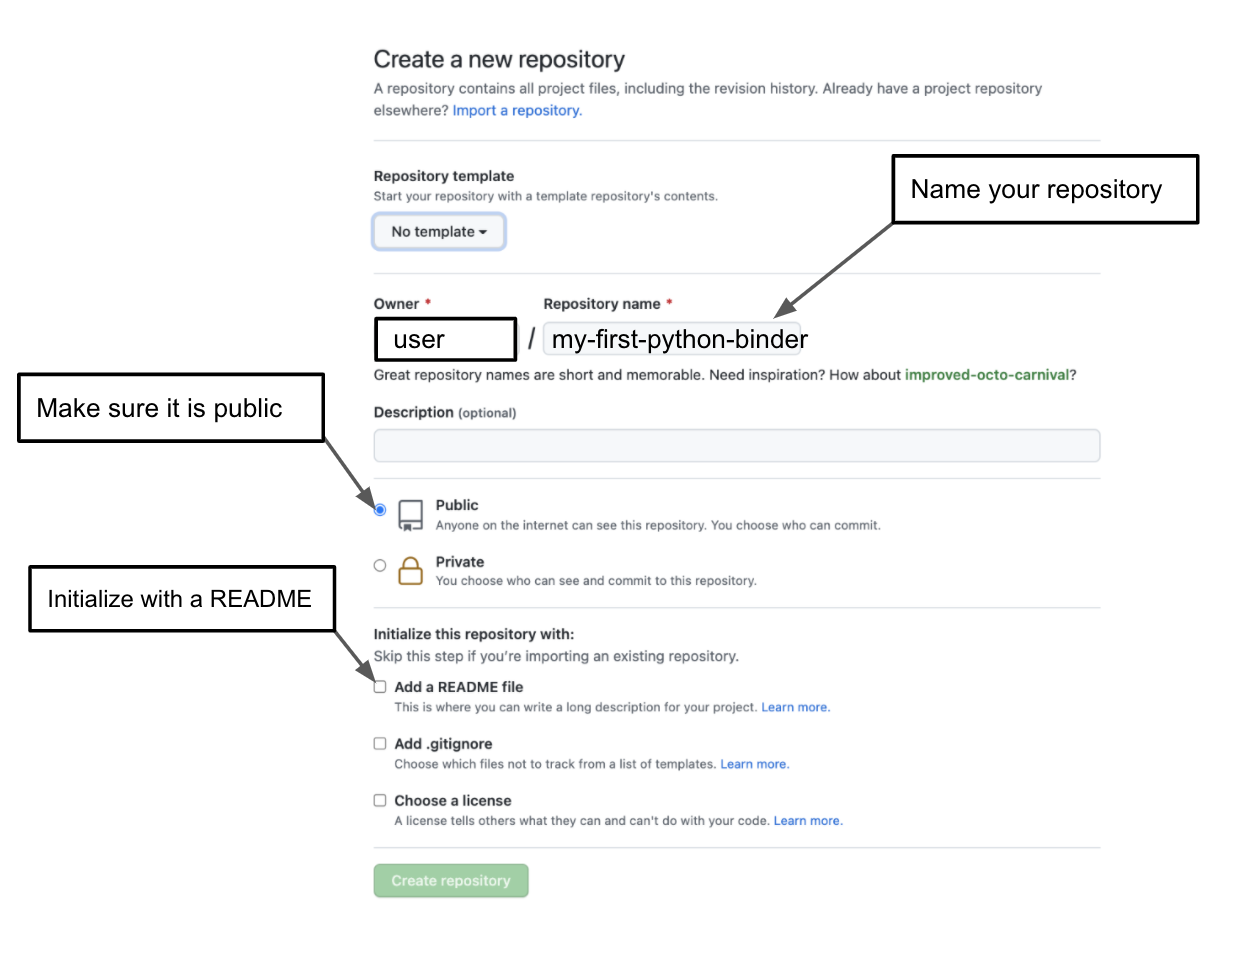 Create a new repository
A repository contains all project files, including the revision history. Already have a project repository
elsewhere? Import a repository.
Repository template
Start your repository with a template repository's contents.
No template
Name your repository
Owner *
Repository name *
user / my-first-python-binder
Great repository names are short and memorable. Need inspiration? How about improved-octo-carnival?
Make sure it is public
Description (optional)
Public
Anyone on the internet can see this repository. You choose who can commit.
Private
You choose who can see and commit to this repository.
Initialize with a README
Initialize this repository with:
Skip this step if you’re importing an existing repository.
Add a README file
This is where you can write a long description for your project. Learn more.
Add .gitignore
Choose which files not to track from a list of templates. Learn more.
Choose a license
A license tells others what they can and can't do with your code. Learn more.
Create repository